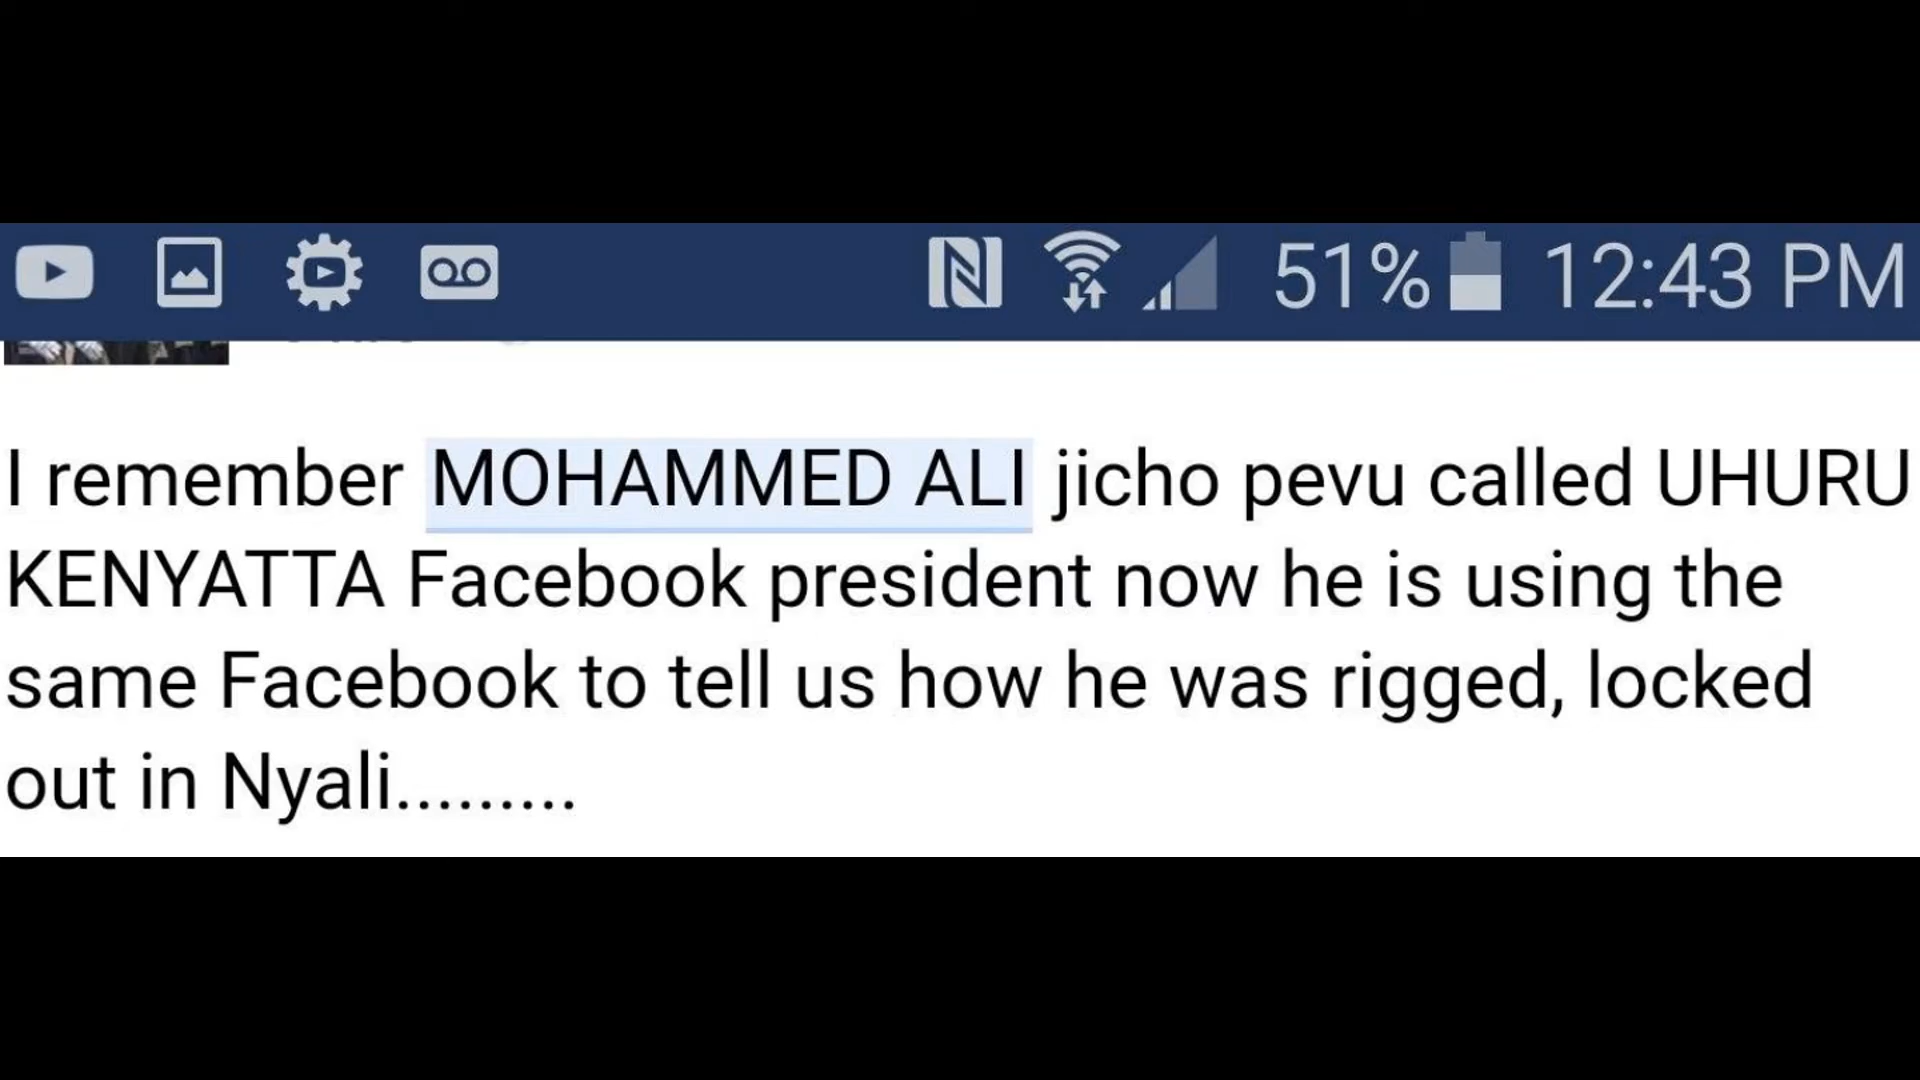 51% 12:43 PM
I remember MOHAMMED ALI jicho pevu called UHURU
KENYATTA Facebook president now he is using the
same Facebook to tell us how he was rigged, locked
out in Nyali.........